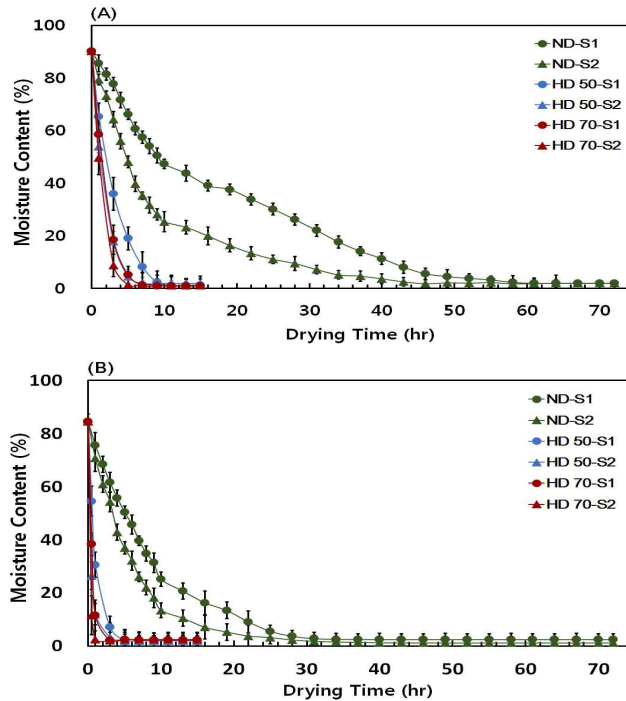 (A)
100
80
60
40
20
0
Moisture Content (%)
ND-S1
ND-S2
HD 50-S1
HD 50-S2
HD 70-S1
HD 70-S2
0 10 20 30 40 50 60 70
Drying Time (hr)
(B)
100
80
60
40
20
0
Moisture Content (%)
ND-S1
ND-S2
HD 50-S1
HD 50-S2
HD 70-S1
HD 70-S2
0 10 20 30 40 50 60 70
Drying Time (hr)